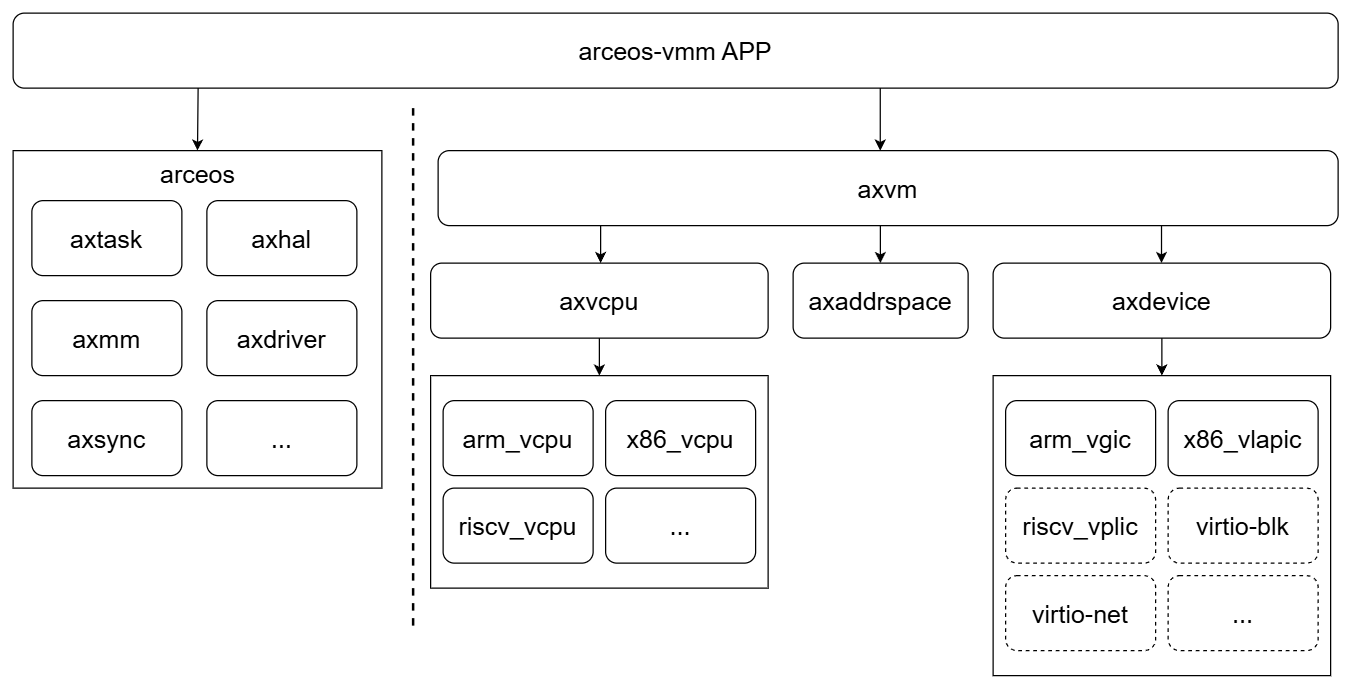 arceos-vmm APP
arceos
axtask
axhal
axmm
axdriver
axsync
...
axvm
axvcpu
axaddrspace
axdevice
arm_vcpu
x86_vcpu
riscv_vcpu
...
arm_vgic
x86_vlapic
riscv_vplic
virtio-blk
virtio-net
...